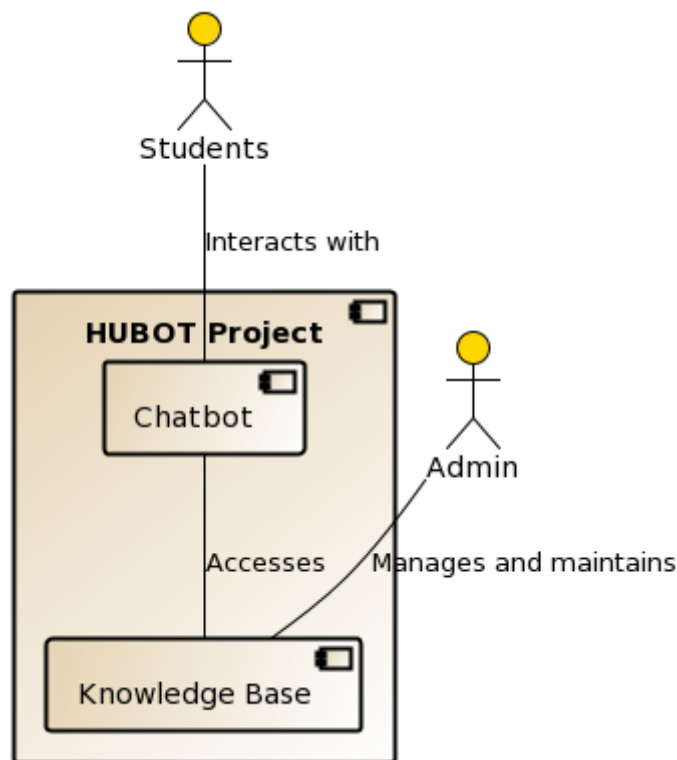 Students
Interacts with
HUBOT Project
Chatbot
Admin
Accesses
Manages and maintains
Knowledge Base